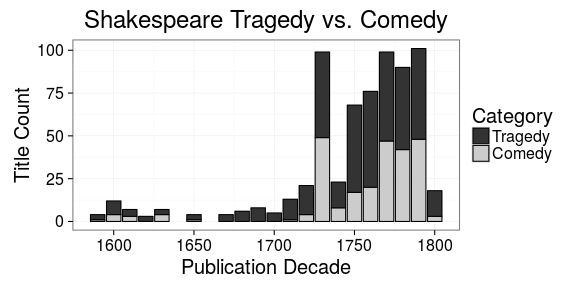 Shakespeare Tragedy vs. Comedy
100
75
50
25
0
Title Count
1600 1650 1700 1750 1800
Publication Decade
Category
Tragedy
Comedy